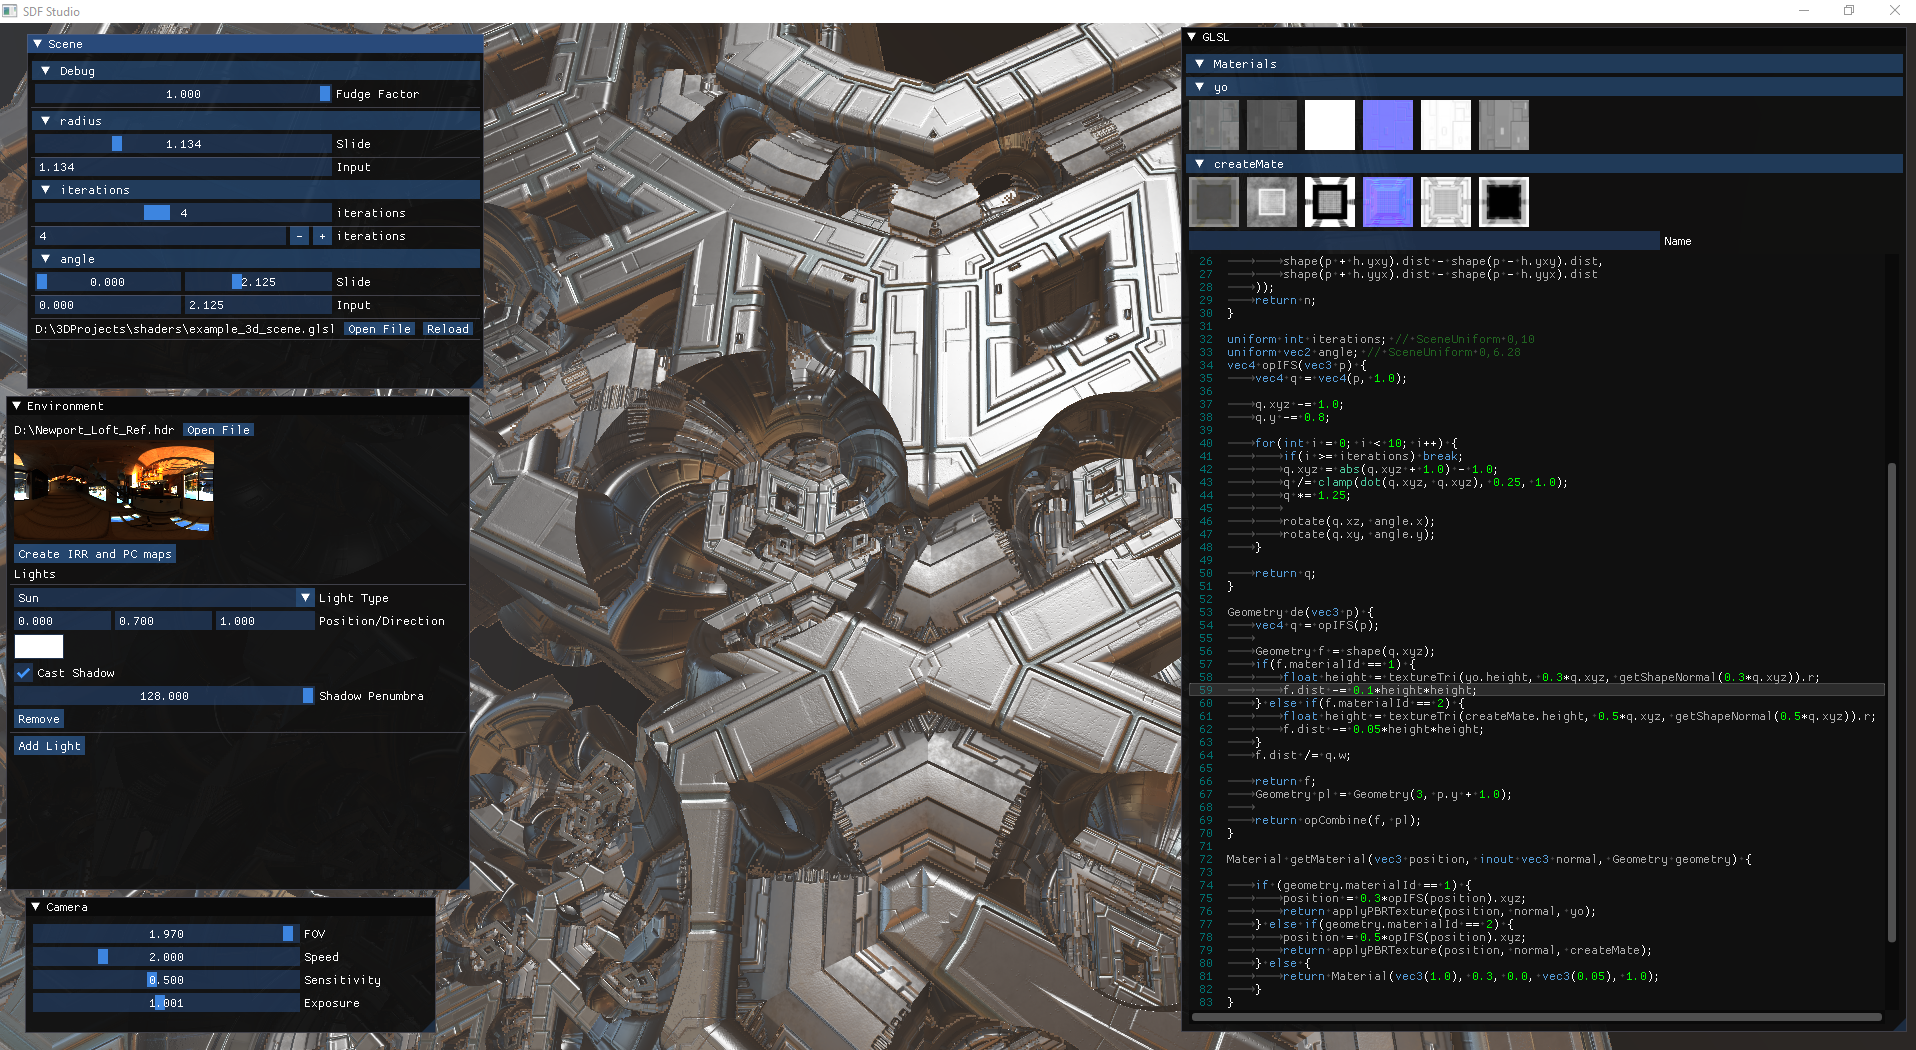 SDF Studio
Scene
Debug
1.000 Fudge Factor
radius
1.134 Slide
1.134 Input
iterations
4 iterations
4 - + iterations
angle
0.000 2.125 Slide
0.000 2.125 Input
D:\3DProjects\shaders\example_3d_scene.glsl Open File Reload
Environment
D:\Newport_Loft_Ref.hdr Open File
Create IRR and PC maps
Lights
Sun Light Type
0.000 0.700 1.000 Position/Direction
Cast Shadow
128.000 Shadow Penumbra
Remove
Add Light
Camera
1.970 FOV
2.000 Speed
0.500 Sensitivity
1.001 Exposure
GLSL
Materials
yo
createMate
Name
26 shape(p + h.yxy).dist - shape(p - h.yxy).dist,
27 shape(p + h.yyx).dist - shape(p - h.yyx).dist
28 ));
29 return n;
30 }
31
32 uniform int iterations; // SceneUniform 0,10
33 uniform vec2 angle; // SceneUniform 0,6.28
34 vec4 opIFS(vec3 p) {
35 vec4 q = vec4(p, 1.0);
36
37 q.xyz -= 1.0;
38 q.y -= 0.8;
39
40 for(int i = 0; i < 10; i++) {
41 if(i >= iterations) break;
42 q.xyz = abs(q.xyz + 1.0) - 1.0;
43 q /= clamp(dot(q.xyz, q.xyz), 0.25, 1.0);
44 q *= 1.25;
45
46 rotate(q.xz, angle.x);
47 rotate(q.xy, angle.y);
48 }
49
50 return q;
51 }
52
53 Geometry de(vec3 p) {
54 vec4 q = opIFS(p);
55
56 Geometry f = shape(q.xyz);
57 if(f.materialId == 1) {
58 float height = textureTri(yo.height, 0.3*q.xyz, getShapeNormal(0.3*q.xyz)).r;
59 f.dist -= 0.1*height*height;
60 } else if(f.materialId == 2) {
61 float height = textureTri(createMate.height, 0.5*q.xyz, getShapeNormal(0.5*q.xyz)).r;
62 f.dist -= 0.05*height*height;
63 }
64 f.dist /= q.w;
65
66 return f;
67 Geometry pl = Geometry(3, p.y + 1.0);
68
69 return opCombine(f, pl);
70 }
71
72 Material getMaterial(vec3 position, inout vec3 normal, Geometry geometry) {
73
74 if (geometry.materialId == 1) {
75 position = 0.3*opIFS(position).xyz;
76 return applyPBRTexture(position, normal, yo);
77 } else if(geometry.materialId == 2) {
78 position = 0.5*opIFS(position).xyz;
79 return applyPBRTexture(position, normal, createMate);
80 } else {
81 return Material(vec3(1.0), 0.3, 0.0, vec3(0.05), 1.0);
82 }
83 }